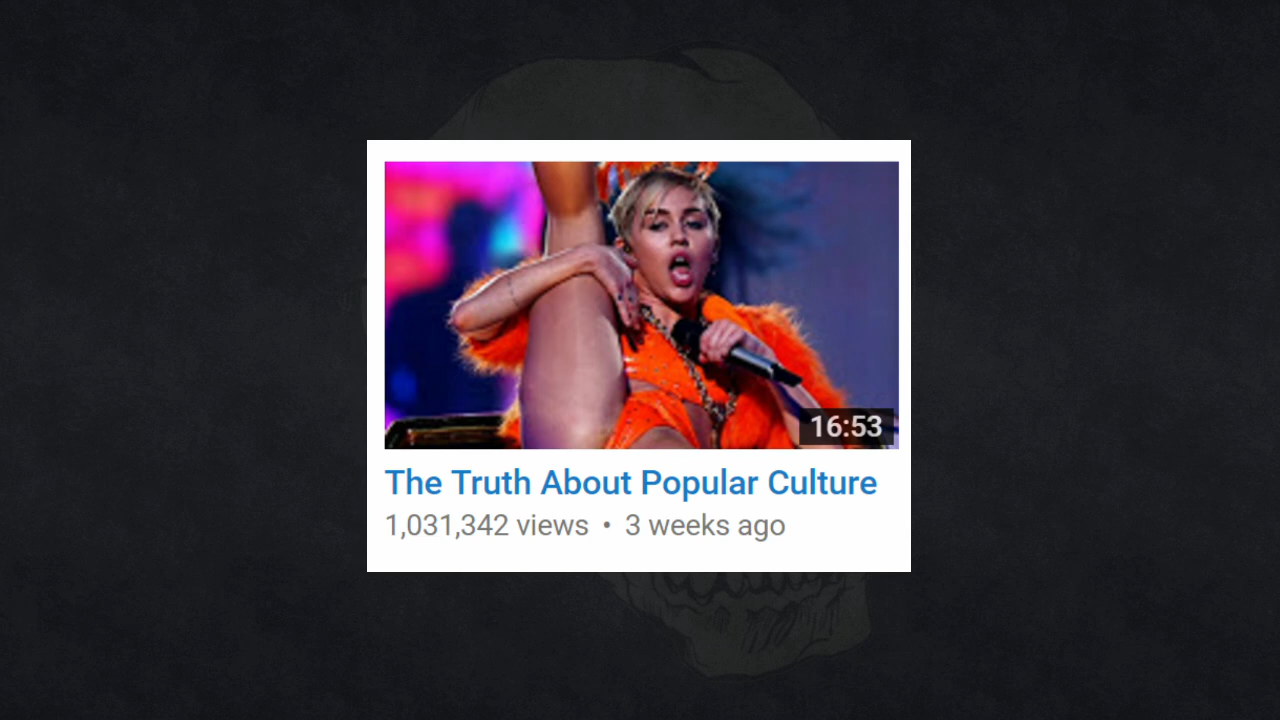 16:53
The Truth About Popular Culture
1,031,342 views • 3 weeks ago